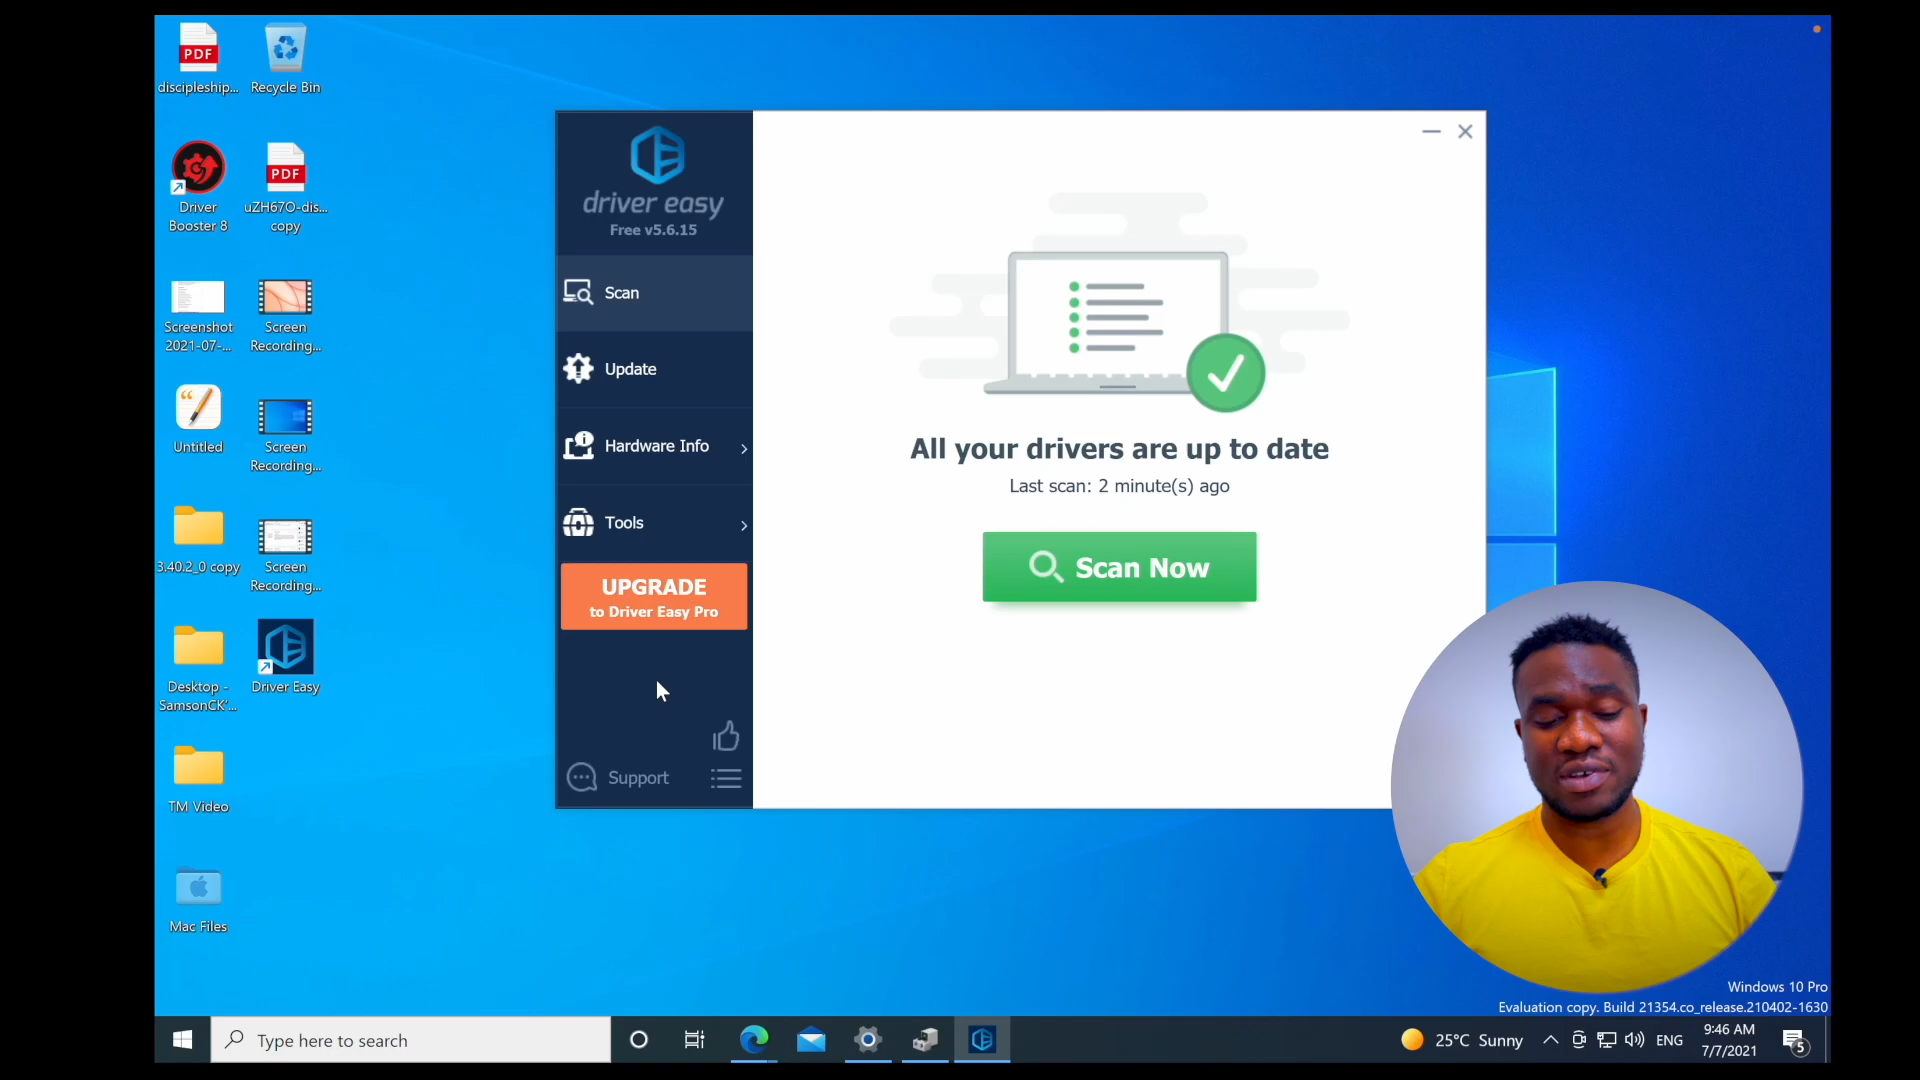 PDF
discipleship...
Recycle Bin
Driver
Booster 8
PDF
uZH67O-dis...
copy
Screenshot
2021-07-...
Screen
Recording...
Untitled
Screen
Recording...
3.40.2_0 copy
Screen
Recording...
Desktop -
SamsonCK'...
Driver Easy
TM Video
Mac Files
driver easy
Free v5.6.15
Scan
Update
Hardware Info
Tools
UPGRADE
to Driver Easy Pro
Support
All your drivers are up to date
Last scan: 2 minute(s) ago
Scan Now
Windows 10 Pro
Evaluation copy. Build 21354.co_release.210402-1630
Type here to search
25°C Sunny
ENG
9:46 AM
7/7/2021
5